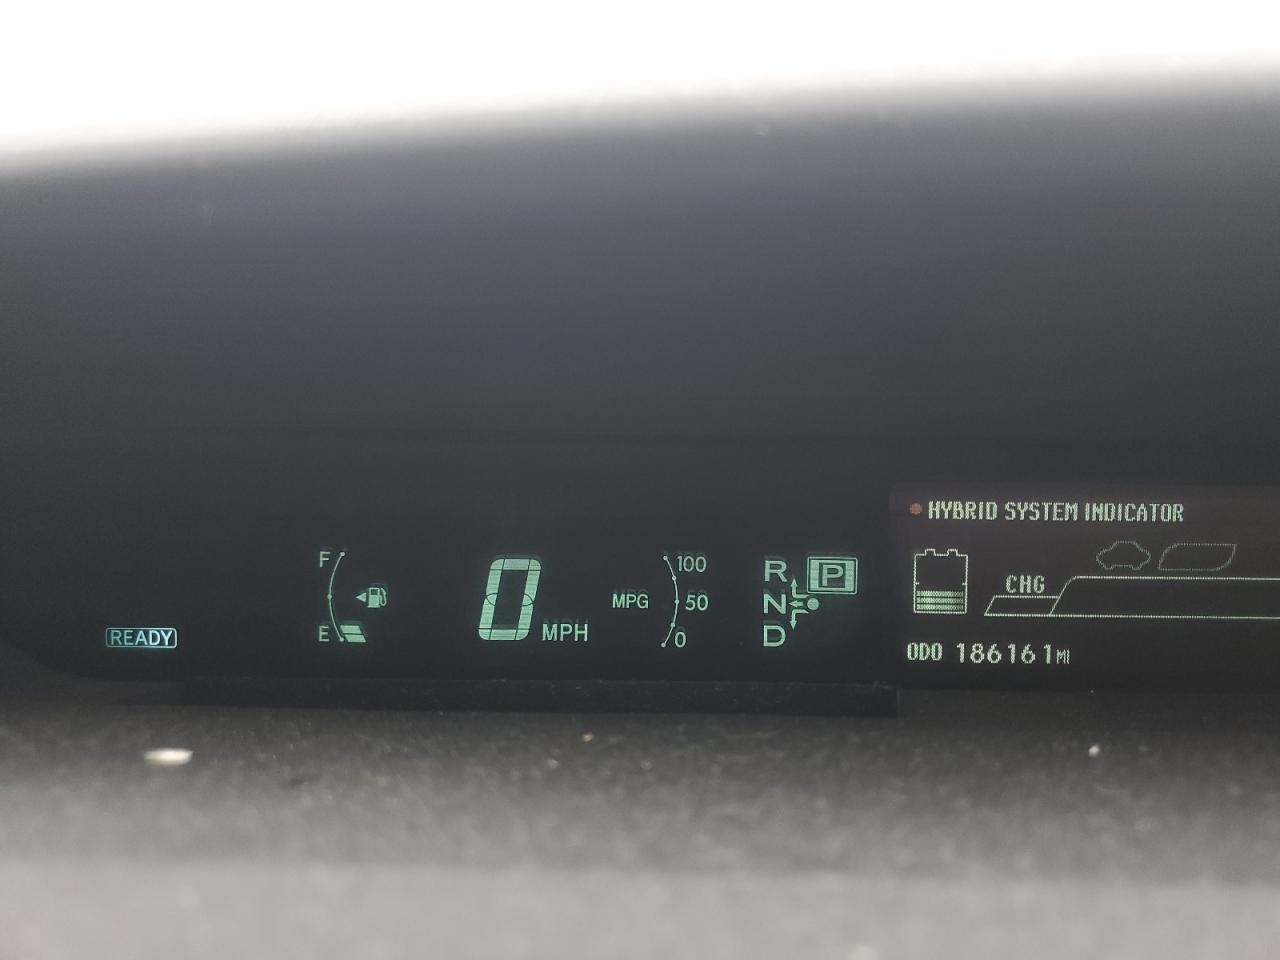 HYBRID SYSTEM INDICATOR
F
100
R P
CHG
MPG 50
N
0 MPH
E
0
D
READY
ODO 186161MI